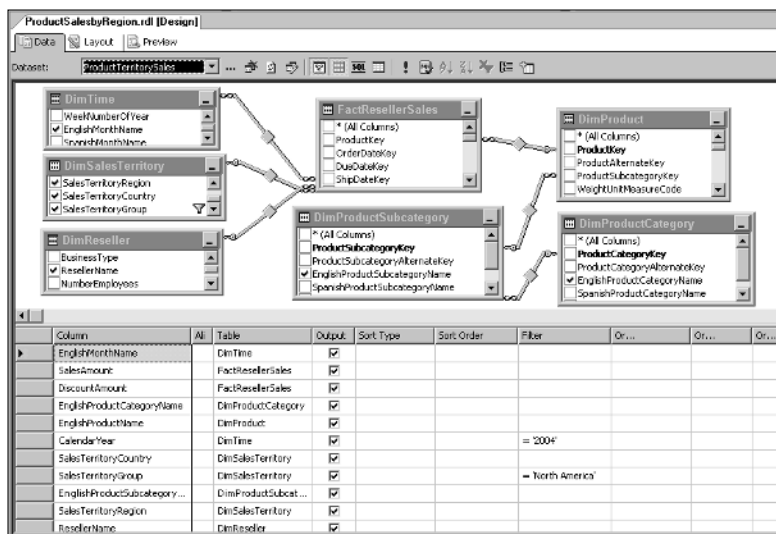 ProductSalesbyRegion.rdl [Design]
Data Layout Preview
Dataset: ProductTerritorySales ...
DimTime
WeekNumberOfYear
EnglishMonthName
SpanishMonthName
DimSalesTerritory
SalesTerritoryRegion
SalesTerritoryCountry
SalesTerritoryGroup
DimReseller
BusinessType
ResellerName
NumberEmployees
FactResellerSales
* (All Columns)
ProductKey
OrderDateKey
DueDateKey
ShipDateKey
DimProductSubcategory
* (All Columns)
ProductSubcategoryKey
ProductSubcategoryAlternateKey
EnglishProductSubcategoryName
SpanishProductSubcategoryName
DimProduct
* (All Columns)
ProductKey
ProductAlternateKey
ProductSubcategoryKey
WeightUnitMeasureCode
DimProductCategory
* (All Columns)
ProductCategoryKey
ProductCategoryAlternateKey
EnglishProductCategoryName
SpanishProductCategoryName
Column Ali Table Output Sort Type Sort Order Filter Or... Or... Or...
EnglishMonthName DimTime
SalesAmount FactResellerSales
DiscountAmount FactResellerSales
EnglishProductCategoryName DimProductCategory
EnglishProductName DimProduct
CalendarYear DimTime = '2004'
SalesTerritoryCountry DimSalesTerritory
SalesTerritoryGroup DimSalesTerritory = 'North America'
EnglishProductSubcategory... DimProductSubcat...
SalesTerritoryRegion DimSalesTerritory
ResellerName DimReseller